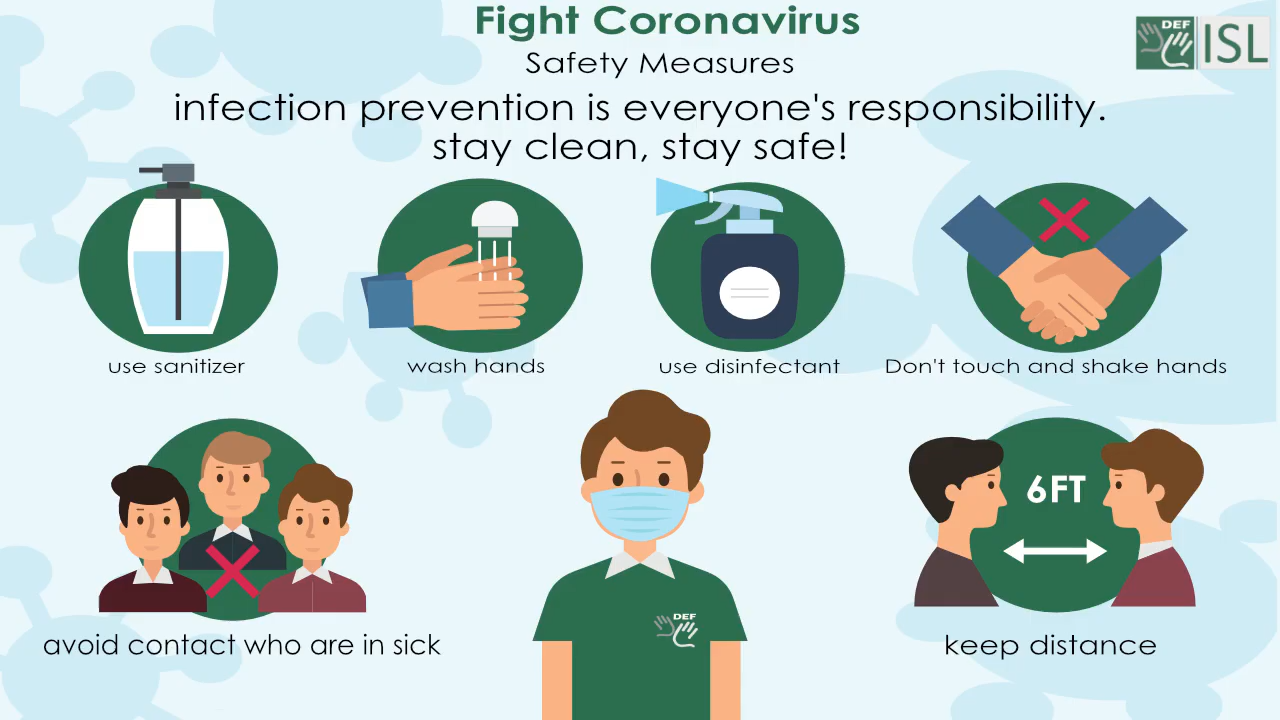 Fight Coronavirus
DEF
ISL
Safety Measures
infection prevention is everyone's responsibility.
stay clean, stay safe!
use sanitizer
wash hands
use disinfectant
Don't touch and shake hands
6FT
DEF
avoid contact who are in sick
keep distance